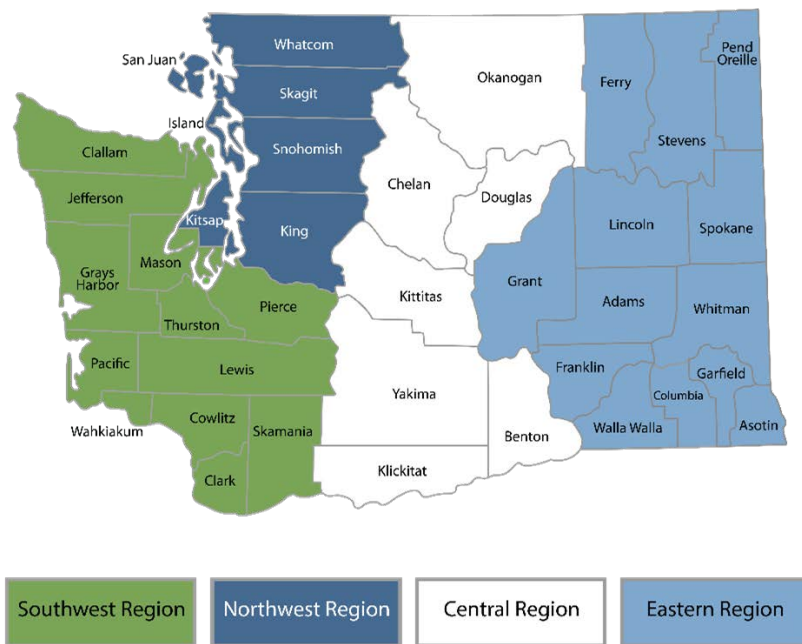 Whatcom
Pend
Oreille
San Juan
Okanogan
Ferry
Skagit
Island
Stevens
Snohomish
Clallam
Chelan
Jefferson
Douglas
Kitsap
Lincoln
Spokane
King
Mason
Grays
Harbor
Grant
Kittitas
Adams
Pierce
Whitman
Thurston
Pacific
Lewis
Franklin
Garfield
Yakima
Columbia
Cowlitz
Wahkiakum
Skamania
Benton
Walla Walla
Asotin
Klickitat
Clark
Southwest Region
Northwest Region
Central Region
Eastern Region